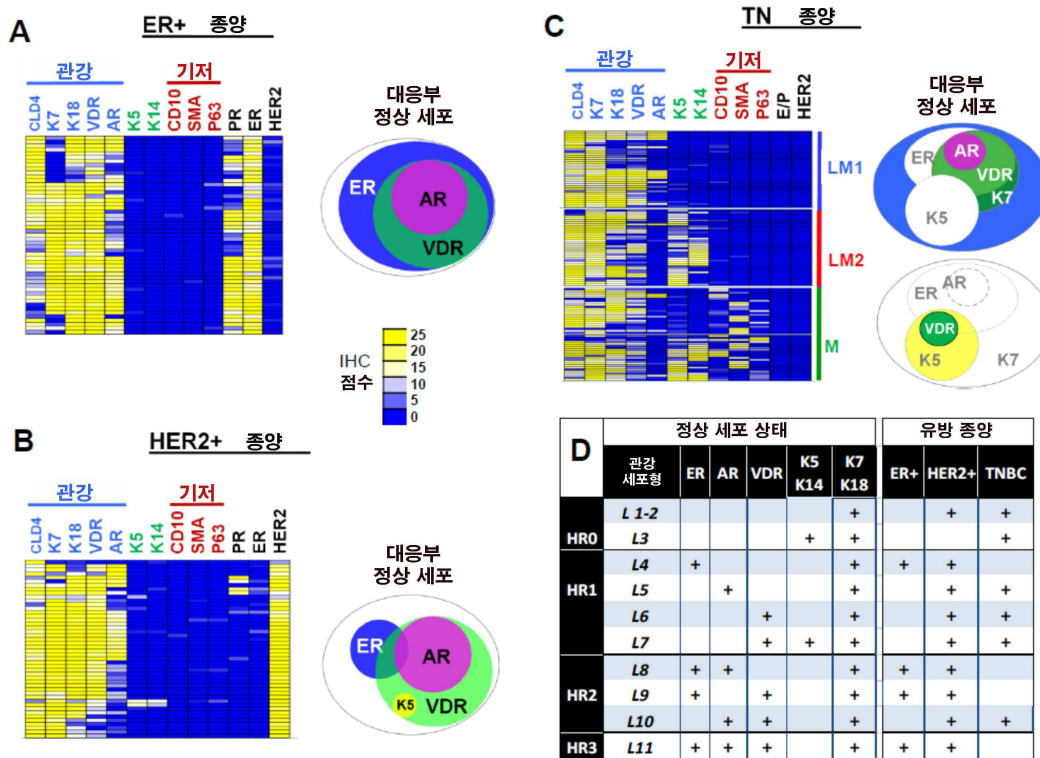 A
ER+ 종양
관강
기저
CLD4 K7 K18 VDR AR K5 K14 CD10 SMA P63 PR ER HER2
대응부
정상 세포
ER
AR
VDR
IHC
점수
25
20
15
10
5
0
B
HER2+ 종양
관강
기저
CLD4 K7 K18 VDR AR K5 K14 CD10 SMA P63 PR ER HER2
대응부
정상 세포
ER
AR
K5
VDR
C
TN 종양
관강
기저
CLD4 K7 K18 VDR AR K5 K14 CD10 SMA P63 E/P HER2
LM1
LM2
M
대응부
정상 세포
ER
AR
VDR
K7
K5
AR
ER
VDR
K5
K7
D
정상 세포 상태 유방 종양
관강
세포형 ER AR VDR K5 K14 K7 K18 ER+ HER2+ TNBC
L 1-2 + + +
HR0 L3 + + +
L4 + + + +
HR1 L5 + + + +
L6 + + + +
L7 + + + + +
L8 + + + + +
HR2 L9 + + + + +
L10 + + + + +
HR3 L11 + + + + + +